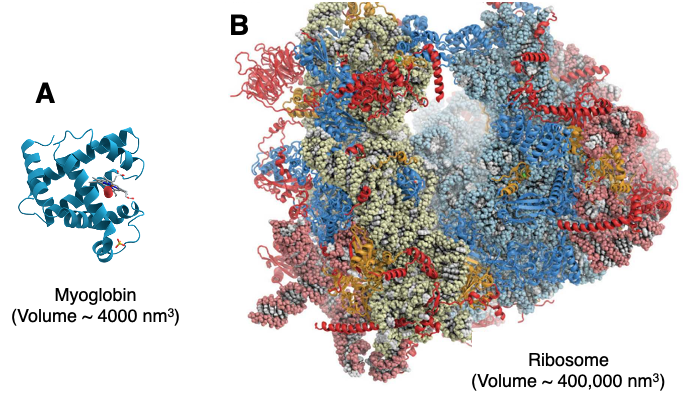 A
Myoglobin
(Volume ~ 4000 nm³)
B
Ribosome
(Volume ~ 400,000 nm³)